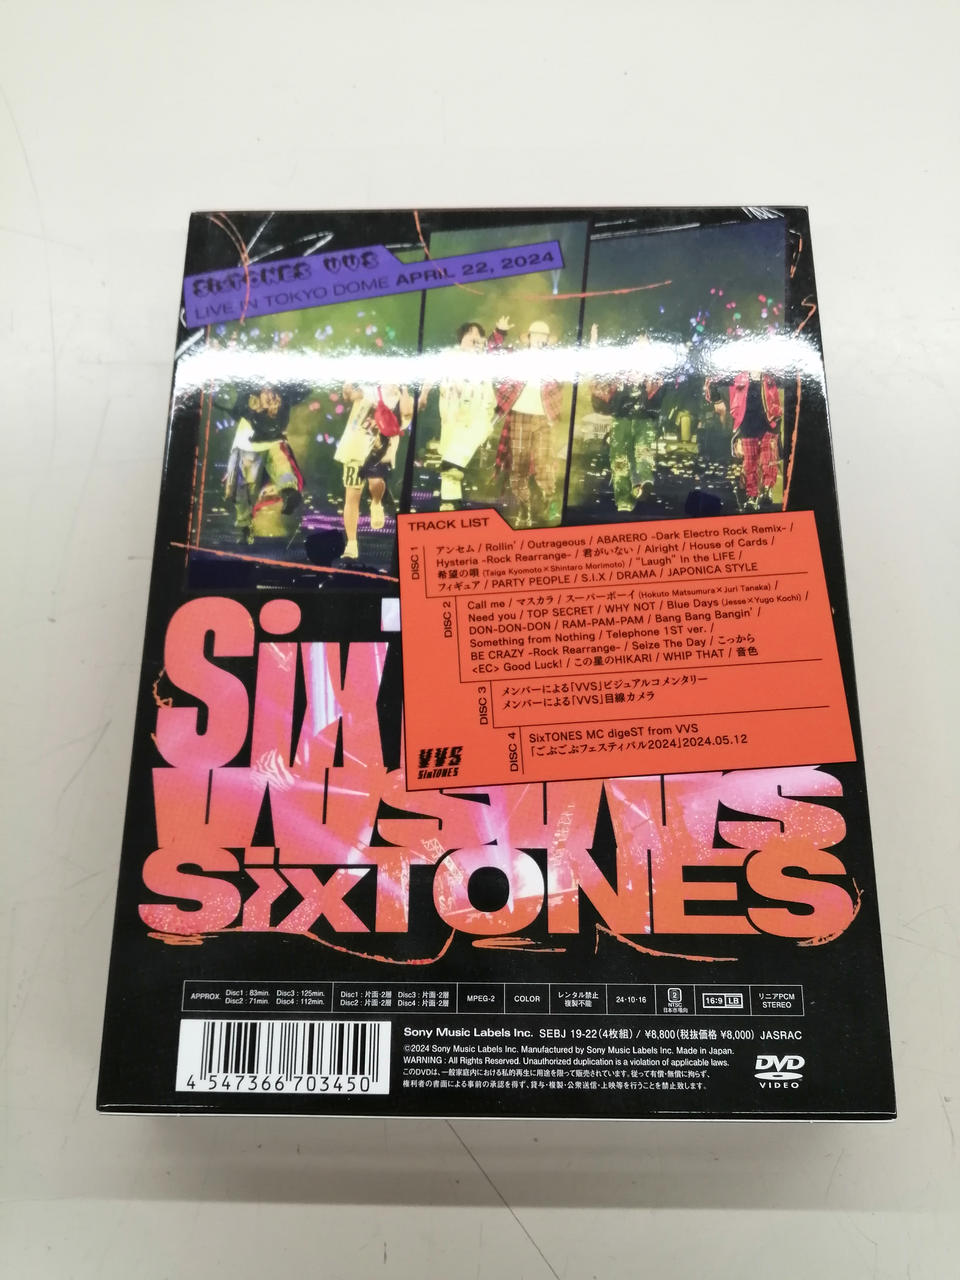 SixTONES VVS
LIVE IN TOKYO DOME APRIL 22, 2024
TRACK LIST
DISC 1
アンセム / Rollin' / Outrageous / ABARERO -Dark Electro Rock Remix- /
Hysteria -Rock Rearrange- / 君がいない / Alright / House of Cards /
希望の唄 (Taiga Kyomoto×Shintaro Morimoto) / "Laugh" In the LIFE /
フィギュア / PARTY PEOPLE / S.I.X / DRAMA / JAPONICA STYLE
DISC 2
Call me / マスカラ / スーパーボーイ (Hokuto Matsumura×Juri Tanaka) /
Need you / TOP SECRET / WHY NOT / Blue Days (Jesse×Yugo Kochi) /
DON-DON-DON / RAM-PAM-PAM / Bang Bang Bangin' /
Something from Nothing / Telephone 1ST ver. /
BE CRAZY -Rock Rearrange- / Seize The Day / こっから
<EC> Good Luck! / この星のHIKARI / WHIP THAT / 音色
DISC 3
メンバーによる「VVS」ビジュアルコメンタリー
メンバーによる「VVS」目線カメラ
DISC 4
SixTONES MC digeST from VVS
「ごぶごぶフェスティバル2024」2024.05.12
VVS
SixTONES
Six
VVS VVS
SixTONES
APPROX. Disc1 : 83min. Disc3 : 125min.
Disc2 : 71min. Disc4 : 112min.
Disc1 : 片面・2層 Disc3 : 片面・2層
Disc2 : 片面・2層 Disc4 : 片面・2層
MPEG-2
COLOR
レンタル禁止
複製不能
24・10・16
2
NTSC
日本市場向
16:9 LB
リニアPCM
STEREO
4 547366 703450
Sony Music Labels Inc. SEBJ 19-22 (4枚組) / ¥8,800(税抜価格 ¥8,000) JASRAC
©2024 Sony Music Labels Inc. Manufactured by Sony Music Labels Inc. Made in Japan.
WARNING : All Rights Reserved. Unauthorized duplication is a violation of applicable laws.
このDVDは、一般家庭内における私的再生に用途を限って販売されています。従って有償・無償に拘らず、
権利者の書面による事前の承認を得ず、貸与・複製・公衆送信・上映等を行うことを禁止致します。
DVD
VIDEO